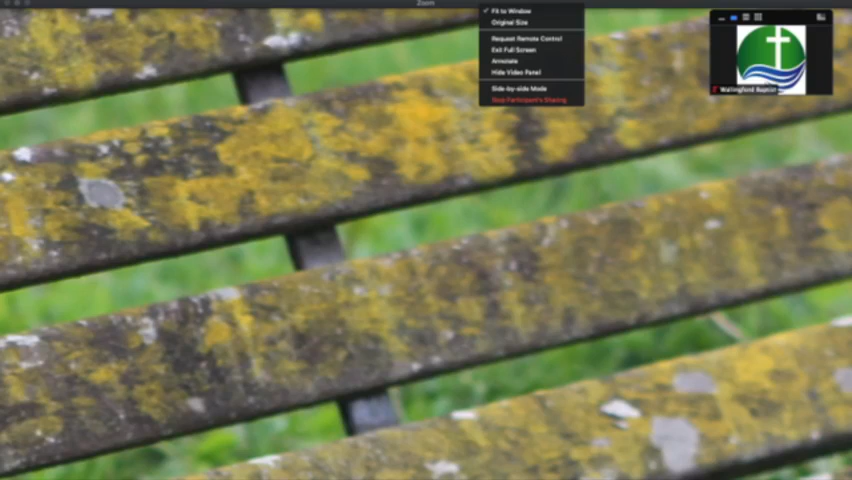 Zoom
Fit to Window
Original Size
Request Remote Control
Exit Full Screen
Annotate
Hide Video Panel
Side-by-side Mode
Stop Participant's Sharing
Wallingford Baptist